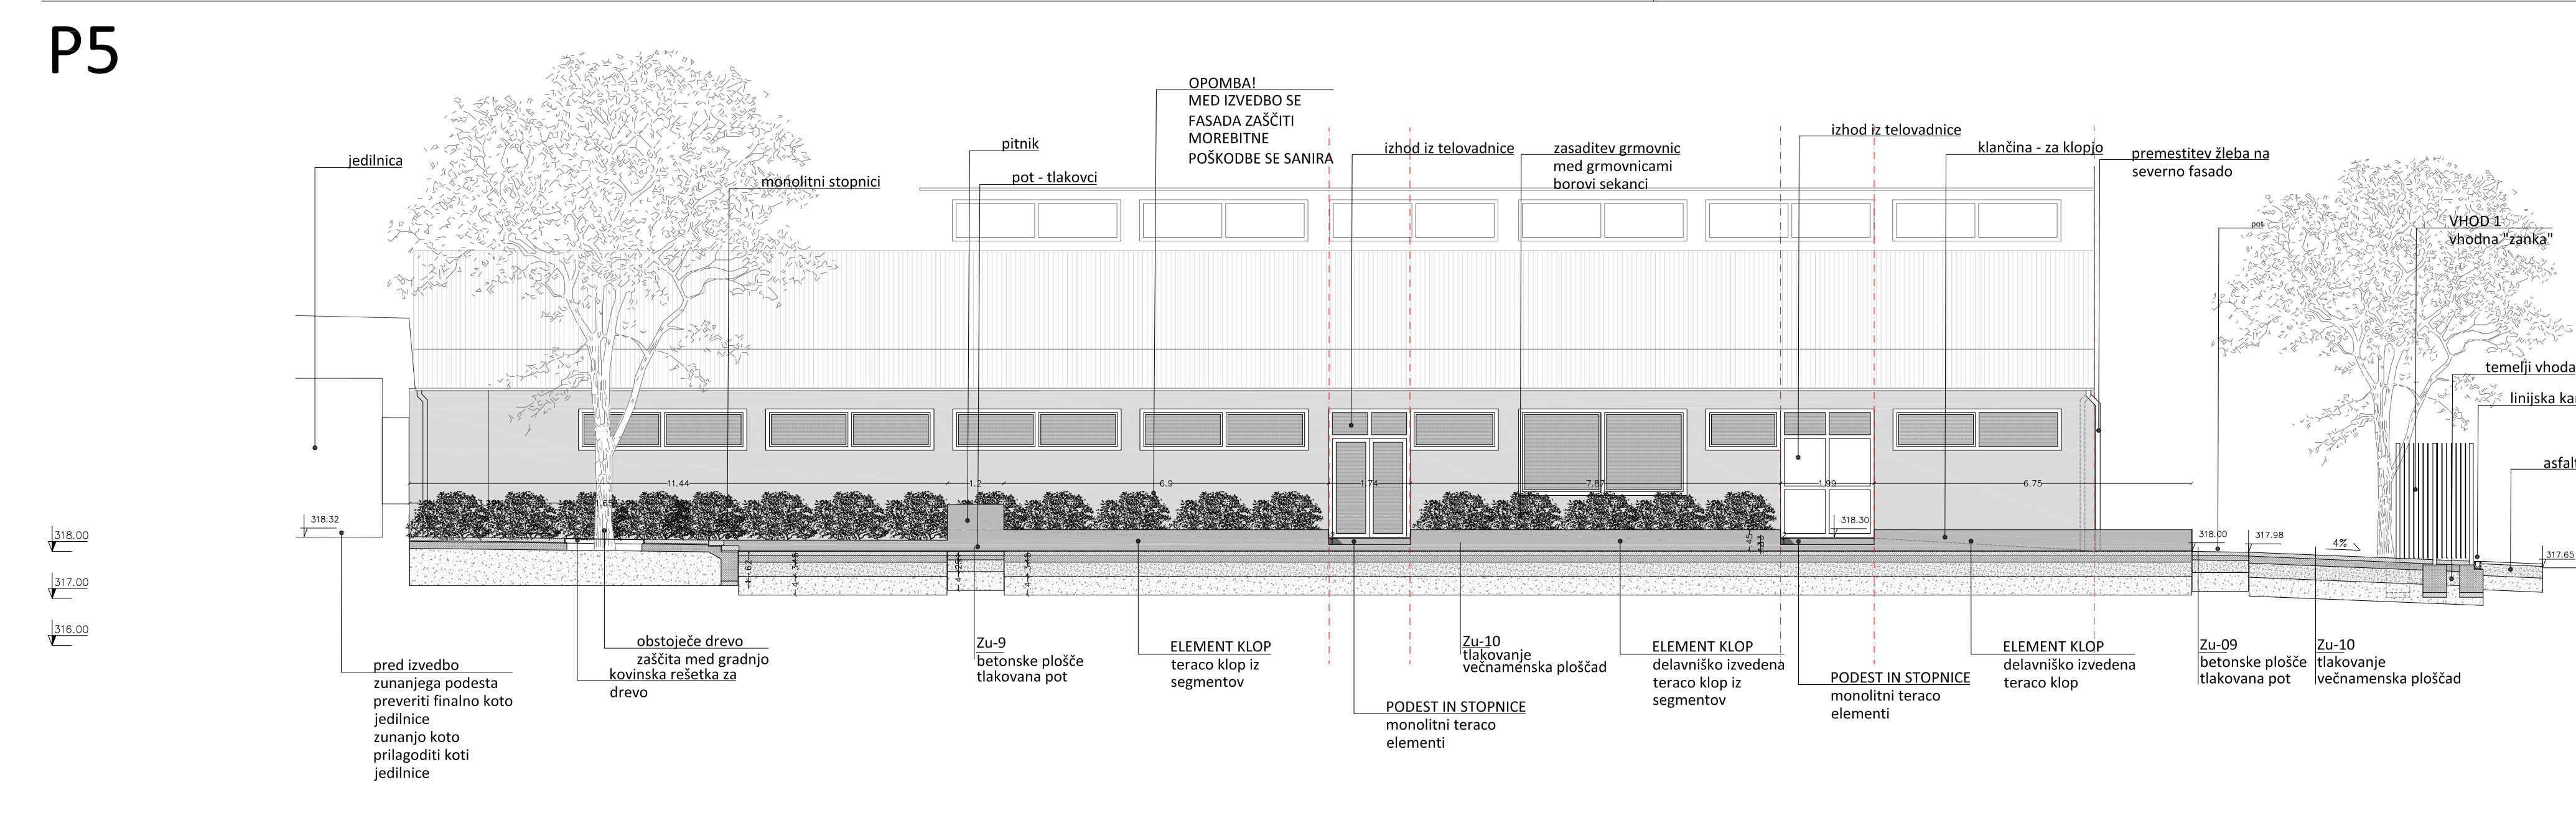 P5
OPOMBA!
MED IZVEDBO SE
FASADA ZAŠČITI
MOREBITNE
POŠKODBE SE SANIRA
jedilnica
monolitni stopnici
pitnik
pot - tlakovci
izhod iz telovadnice
zasaditev grmovnic
med grmovnicami
borovi sekanci
izhod iz telovadnice
klančina - za klopjo
premestitev žleba na
severno fasado
pot
VHOD 1
vhodna "zanka"
temelji vhoda
linijska ka
asfalt
11.44
1.2
6.9
1.74
7.87
1.99
6.75
318.32
318.30
318.00
317.98
4%
317.65
318.00
317.00
316.00
.45
pred izvedbo
zunanjega podesta
preveriti finalno koto
jedilnice
zunanjo koto
prilagoditi koti
jedilnice
obstoječe drevo
zaščita med gradnjo
kovinska rešetka za
drevo
Zu-9
betonske plošče
tlakovana pot
ELEMENT KLOP
teraco klop iz
segmentov
PODEST IN STOPNICE
monolitni teraco
elementi
Zu-10
tlakovanje
večnamenska ploščad
ELEMENT KLOP
delavniško izvedena
teraco klop iz
segmentov
PODEST IN STOPNICE
monolitni teraco
elementi
ELEMENT KLOP
delavniško izvedena
teraco klop
Zu-09
betonske plošče
tlakovana pot
Zu-10
tlakovanje
večnamenska ploščad